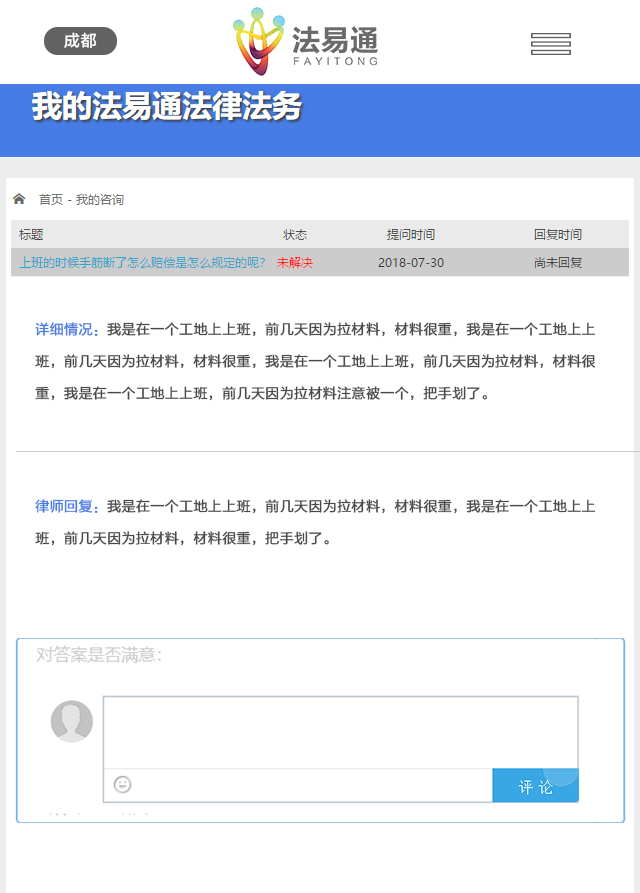 成都
法易通
FAYITONG
我的法易通法律法务
首页 - 我的咨询
标题 状态 提问时间 回复时间
上班的时候手筋断了怎么赔偿是怎么规定的呢? 未解决 2018-07-30 尚未回复
详细情况：我是在一个工地上上班，前几天因为拉材料，材料很重，我是在一个工地上上
班，前几天因为拉材料，材料很重，我是在一个工地上上班，前几天因为拉材料，材料很
重，我是在一个工地上上班，前几天因为拉材料注意被一个，把手划了。
律师回复：我是在一个工地上上班，前几天因为拉材料，材料很重，我是在一个工地上上
班，前几天因为拉材料，材料很重，把手划了。
对答案是否满意：
评 论